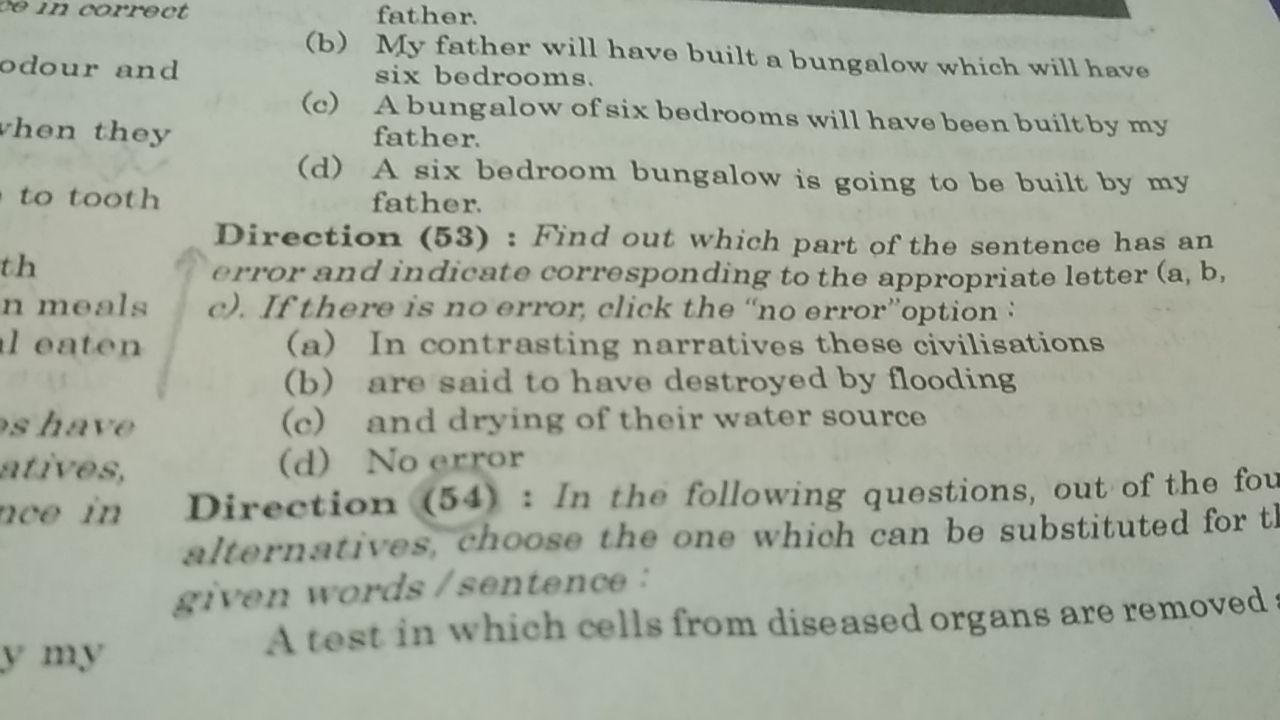 ce in correct
odour and
when they
to tooth
th
n meals
al eaten
es have
atives,
nce in
y my
father.
(b) My father will have built a bungalow which will have
six bedrooms.
(c) A bungalow of six bedrooms will have been built by my
father.
(d) A six bedroom bungalow is going to be built by my
father.
Direction (53) : Find out which part of the sentence has an
error and indicate corresponding to the appropriate letter (a, b,
c). If there is no error, click the “no error” option :
(a) In contrasting narratives these civilisations
(b) are said to have destroyed by flooding
(c) and drying of their water source
(d) No error
Direction (54) : In the following questions, out of the fou
alternatives, choose the one which can be substituted for th
given words / sentence :
A test in which cells from diseased organs are removed